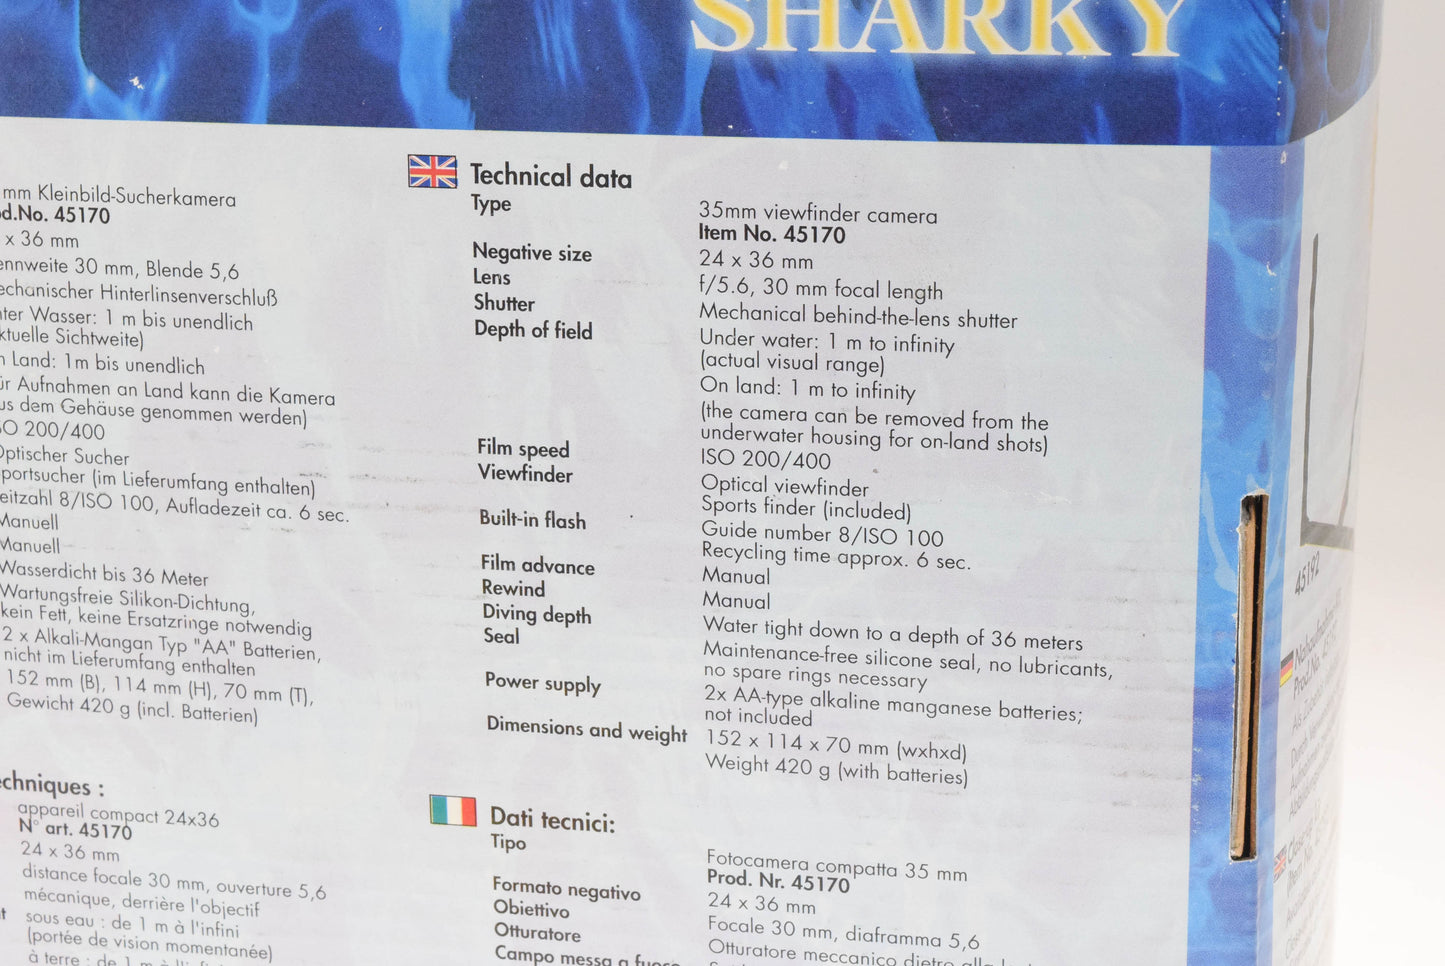 SHARKY
mm Kleinbild-Sucherkamera
d.No. 45170
x 36 mm
ennweite 30 mm, Blende 5,6
echanischer Hinterlinsenverschluß
ter Wasser: 1 m bis unendlich
ktuelle Sichtweite)
Land: 1m bis unendlich
ür Aufnahmen an Land kann die Kamera
us dem Gehäuse genommen werden)
SO 200/400
Optischer Sucher
portsucher (im Lieferumfang enthalten)
eitzahl 8/ISO 100, Aufladezeit ca. 6 sec.
Manuell
Manuell
Wasserdicht bis 36 Meter
Wartungsfreie Silikon-Dichtung,
kein Fett, keine Ersatzringe notwendig
2 x Alkali-Mangan Typ "AA" Batterien,
nicht im Lieferumfang enthalten
152 mm (B), 114 mm (H), 70 mm (T),
Gewicht 420 g (incl. Batterien)
echniques :
appareil compact 24x36
N° art. 45170
24 x 36 mm
distance focale 30 mm, ouverture 5,6
mécanique, derrière l'objectif
sous eau : de 1 m à l'infini
(portée de vision momentanée)
à terre : de 1 m à l'infi
Technical data
Type 35mm viewfinder camera
Item No. 45170
Negative size 24 x 36 mm
Lens f/5.6, 30 mm focal length
Shutter Mechanical behind-the-lens shutter
Depth of field Under water: 1 m to infinity
(actual visual range)
On land: 1 m to infinity
(the camera can be removed from the
underwater housing for on-land shots)
Film speed ISO 200/400
Viewfinder Optical viewfinder
Sports finder (included)
Built-in flash Guide number 8/ISO 100
Recycling time approx. 6 sec.
Film advance Manual
Rewind Manual
Diving depth Water tight down to a depth of 36 meters
Seal Maintenance-free silicone seal, no lubricants,
no spare rings necessary
Power supply 2x AA-type alkaline manganese batteries;
not included
Dimensions and weight 152 x 114 x 70 mm (wxhxd)
Weight 420 g (with batteries)
Dati tecnici:
Tipo Fotocamera compatta 35 mm
Prod. Nr. 45170
Formato negativo 24 x 36 mm
Obiettivo Focale 30 mm, diaframma 5,6
Otturatore Otturatore meccanico dietro
Campo messa a fuoco
45192